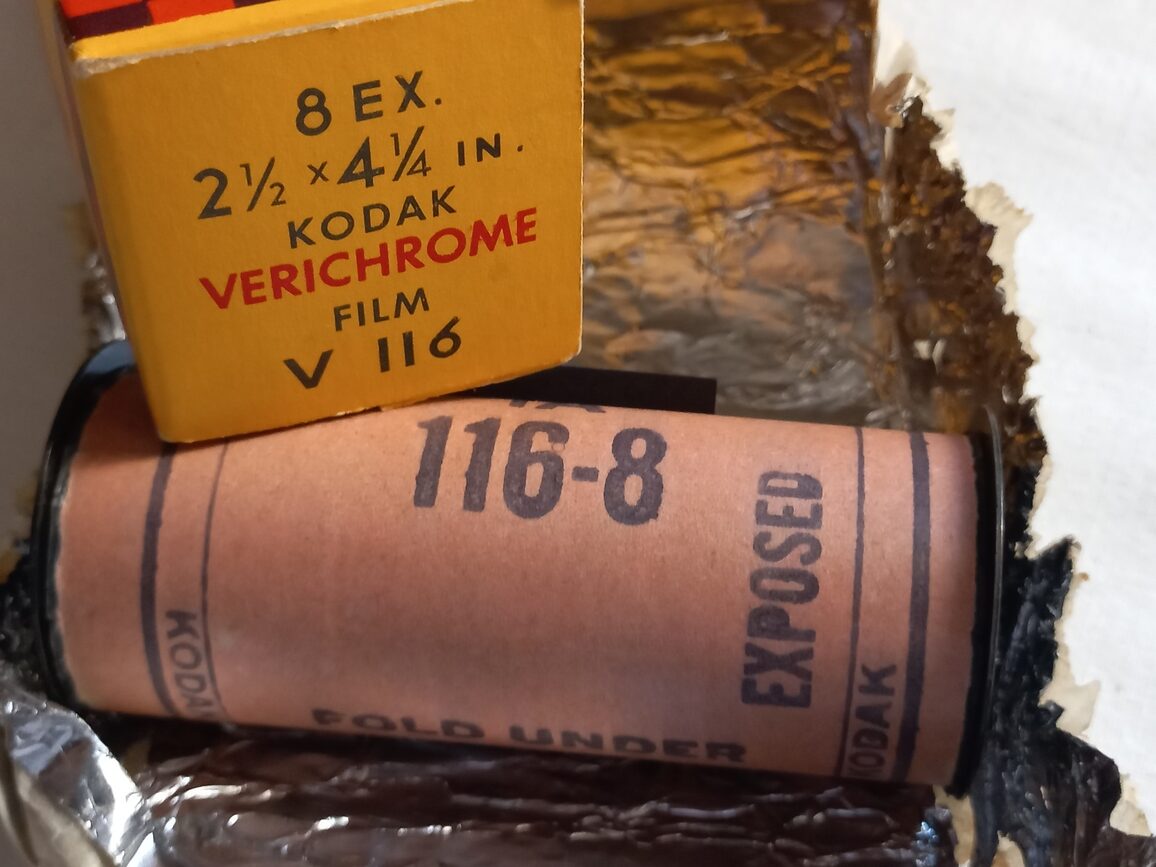 8 EX.
2½ x 4¼ IN.
KODAK
VERICHROME
FILM
V 116
116-8
EXPOSED
KODAK
KODAK
FOLD UNDER